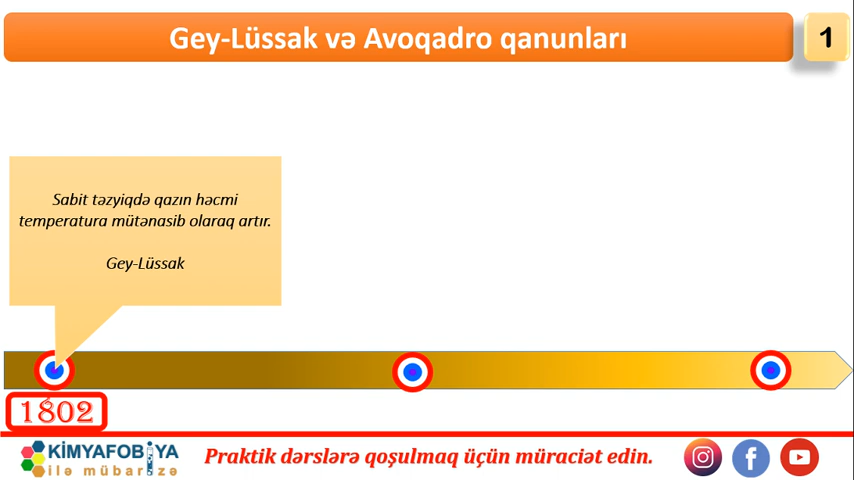 Gey-Lüssak və Avoqadro qanunları
1
Sabit təzyiqdə qazın həcmi
temperatura mütənasib olaraq artır.
Gey-Lüssak
1802
KİMYAFOBİYA
ilə mübarizə
Praktik dərslərə qoşulmaq üçün müraciət edin.